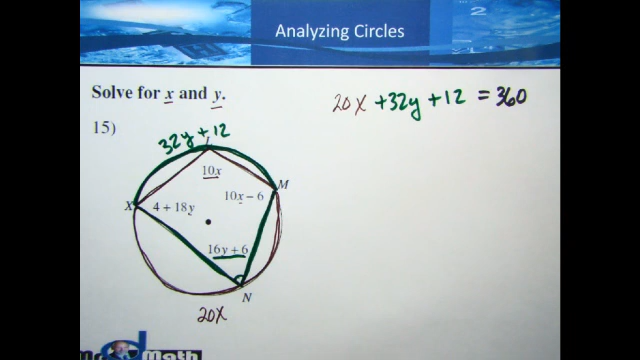 Analyzing Circles
Solve for x and y.
20x + 32y + 12 = 360
15)
32y + 12
L
10x
M
10x − 6
X
4 + 18y
16y + 6
N
20x
Math